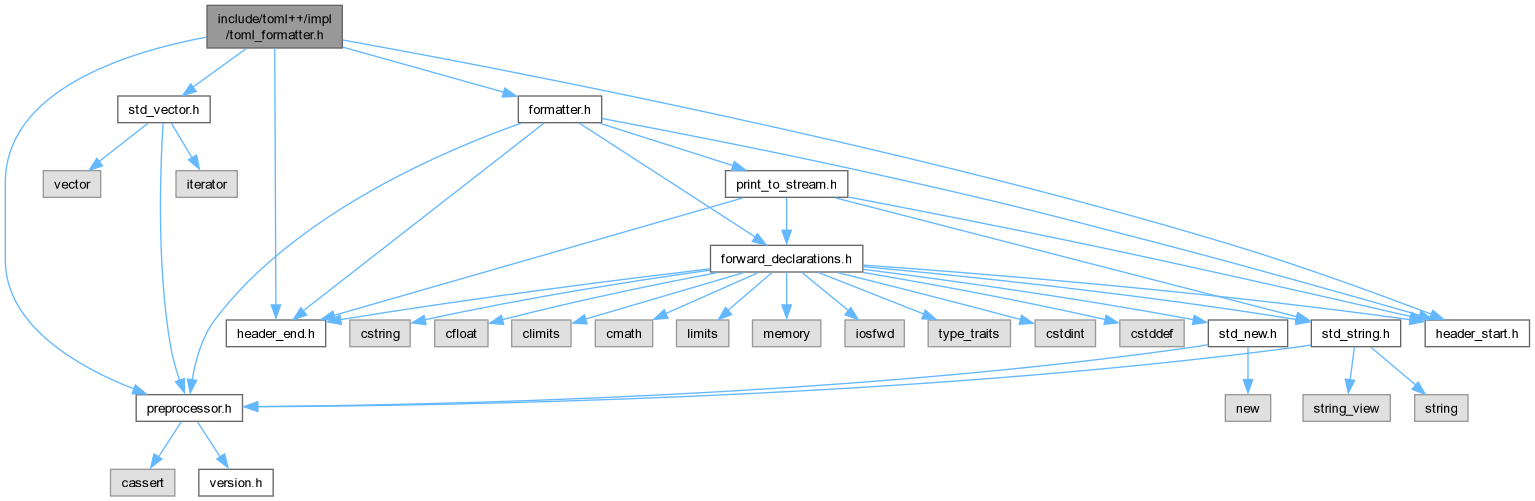 include/toml++/impl
/toml_formatter.h
std_vector.h
formatter.h
vector
iterator
print_to_stream.h
forward_declarations.h
header_end.h
cstring
cfloat
climits
cmath
limits
memory
iosfwd
type_traits
cstdint
cstddef
std_new.h
std_string.h
header_start.h
preprocessor.h
new
string_view
string
cassert
version.h